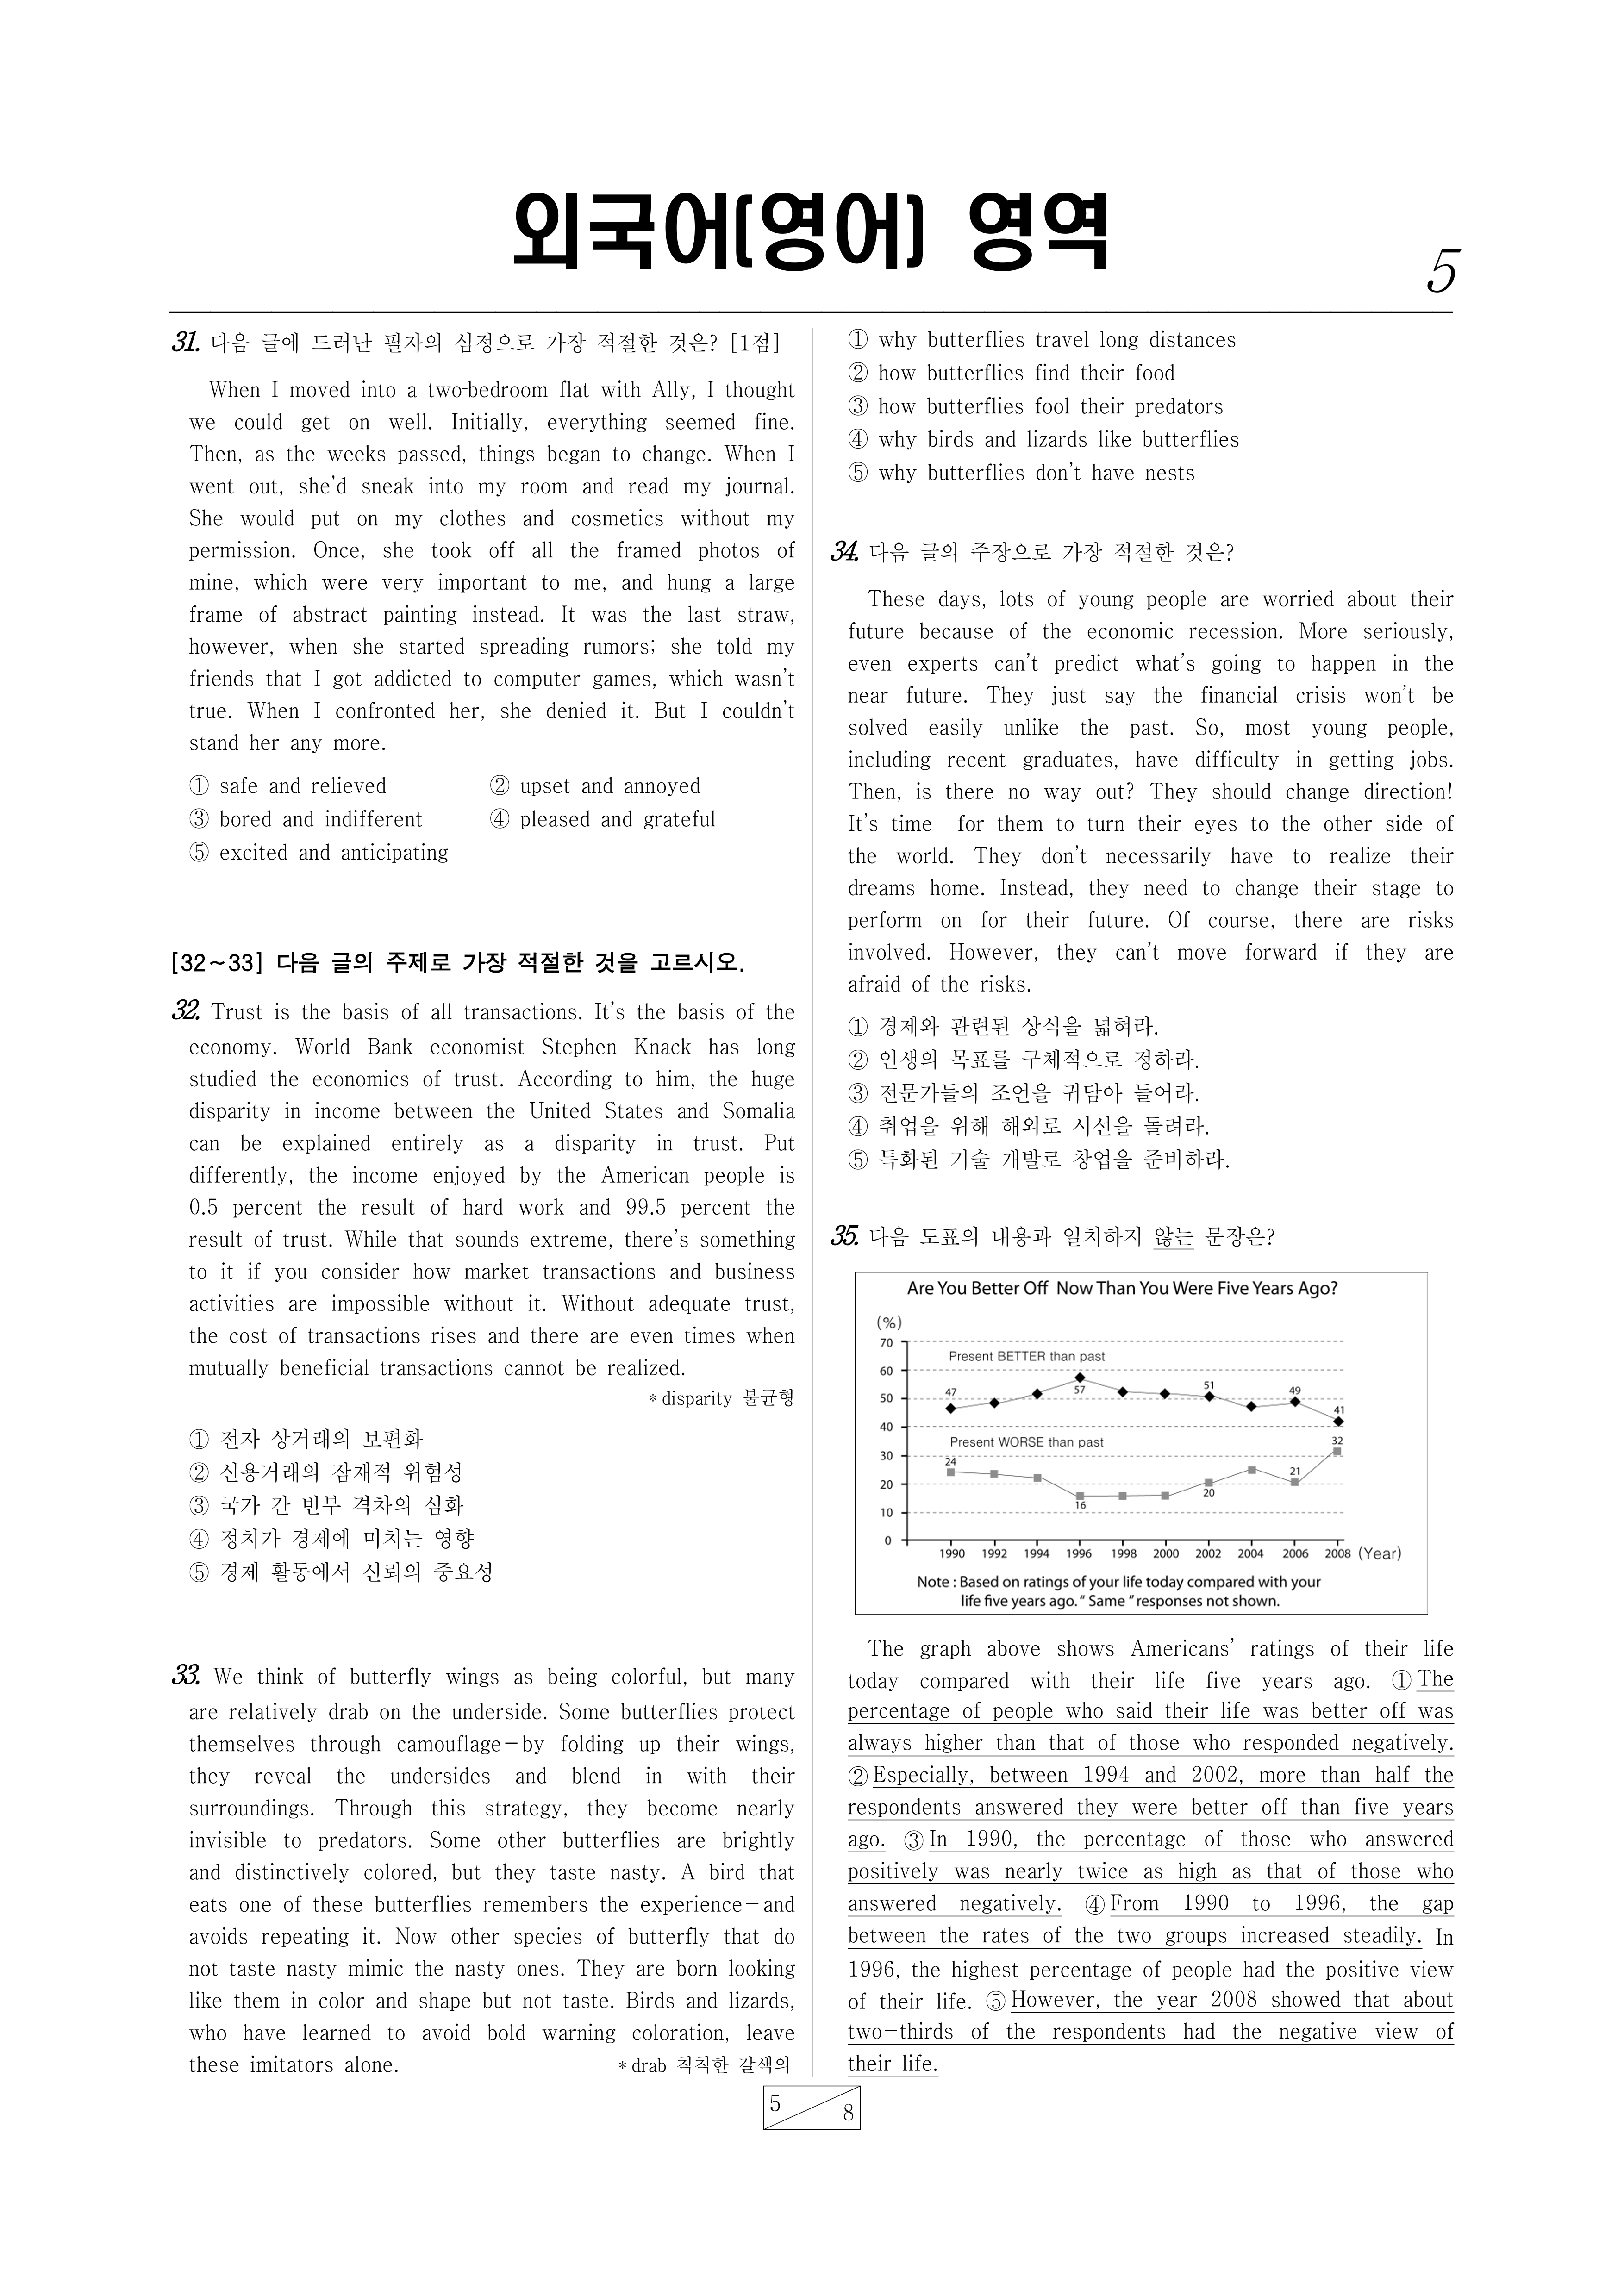 외국어(영어) 영역
5
31. 다음 글에 드러난 필자의 심정으로 가장 적절한 것은? [1점]
When I moved into a two-bedroom flat with Ally, I thought
we could get on well. Initially, everything seemed fine.
Then, as the weeks passed, things began to change. When I
went out, she'd sneak into my room and read my journal.
She would put on my clothes and cosmetics without my
permission. Once, she took off all the framed photos of
mine, which were very important to me, and hung a large
frame of abstract painting instead. It was the last straw,
however, when she started spreading rumors; she told my
friends that I got addicted to computer games, which wasn't
true. When I confronted her, she denied it. But I couldn't
stand her any more.
① safe and relieved ② upset and annoyed
③ bored and indifferent ④ pleased and grateful
⑤ excited and anticipating
[32~33] 다음 글의 주제로 가장 적절한 것을 고르시오.
32. Trust is the basis of all transactions. It's the basis of the
economy. World Bank economist Stephen Knack has long
studied the economics of trust. According to him, the huge
disparity in income between the United States and Somalia
can be explained entirely as a disparity in trust. Put
differently, the income enjoyed by the American people is
0.5 percent the result of hard work and 99.5 percent the
result of trust. While that sounds extreme, there's something
to it if you consider how market transactions and business
activities are impossible without it. Without adequate trust,
the cost of transactions rises and there are even times when
mutually beneficial transactions cannot be realized.
* disparity 불균형
① 전자 상거래의 보편화
② 신용거래의 잠재적 위험성
③ 국가 간 빈부 격차의 심화
④ 정치가 경제에 미치는 영향
⑤ 경제 활동에서 신뢰의 중요성
33. We think of butterfly wings as being colorful, but many
are relatively drab on the underside. Some butterflies protect
themselves through camouflage－by folding up their wings,
they reveal the undersides and blend in with their
surroundings. Through this strategy, they become nearly
invisible to predators. Some other butterflies are brightly
and distinctively colored, but they taste nasty. A bird that
eats one of these butterflies remembers the experience－and
avoids repeating it. Now other species of butterfly that do
not taste nasty mimic the nasty ones. They are born looking
like them in color and shape but not taste. Birds and lizards,
who have learned to avoid bold warning coloration, leave
these imitators alone. * drab 칙칙한 갈색의
① why butterflies travel long distances
② how butterflies find their food
③ how butterflies fool their predators
④ why birds and lizards like butterflies
⑤ why butterflies don't have nests
34. 다음 글의 주장으로 가장 적절한 것은?
These days, lots of young people are worried about their
future because of the economic recession. More seriously,
even experts can't predict what's going to happen in the
near future. They just say the financial crisis won't be
solved easily unlike the past. So, most young people,
including recent graduates, have difficulty in getting jobs.
Then, is there no way out? They should change direction!
It's time for them to turn their eyes to the other side of
the world. They don't necessarily have to realize their
dreams home. Instead, they need to change their stage to
perform on for their future. Of course, there are risks
involved. However, they can't move forward if they are
afraid of the risks.
① 경제와 관련된 상식을 넓혀라.
② 인생의 목표를 구체적으로 정하라.
③ 전문가들의 조언을 귀담아 들어라.
④ 취업을 위해 해외로 시선을 돌려라.
⑤ 특화된 기술 개발로 창업을 준비하라.
35. 다음 도표의 내용과 일치하지 않는 문장은?
Are You Better Off Now Than You Were Five Years Ago?
(%)
70
Present BETTER than past
60
50
47 57 51 49 41
40
Present WORSE than past
30
24 16 20 21 32
20
10
0
1990 1992 1994 1996 1998 2000 2002 2004 2006 2008 (Year)
Note : Based on ratings of your life today compared with your
life five years ago. " Same " responses not shown.
The graph above shows Americans' ratings of their life
today compared with their life five years ago. ① The
percentage of people who said their life was better off was
always higher than that of those who responded negatively.
② Especially, between 1994 and 2002, more than half the
respondents answered they were better off than five years
ago. ③ In 1990, the percentage of those who answered
positively was nearly twice as high as that of those who
answered negatively. ④ From 1990 to 1996, the gap
between the rates of the two groups increased steadily. In
1996, the highest percentage of people had the positive view
of their life. ⑤ However, the year 2008 showed that about
two－thirds of the respondents had the negative view of
their life.
5
8